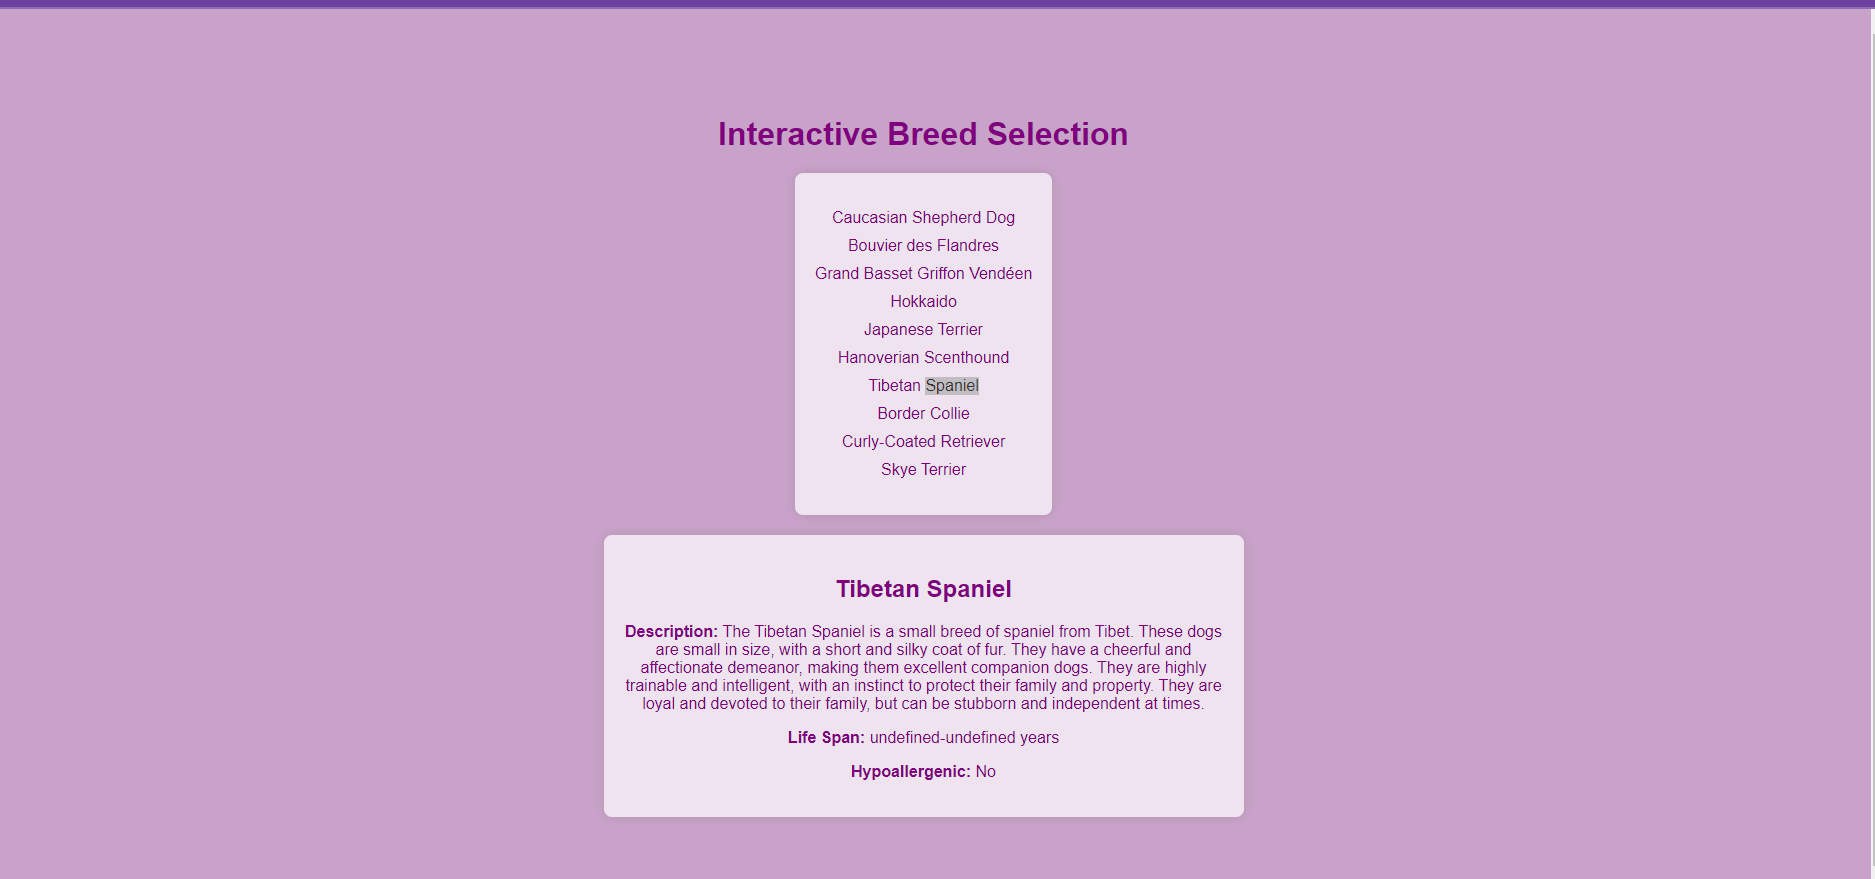 Interactive Breed Selection
Caucasian Shepherd Dog
Bouvier des Flandres
Grand Basset Griffon Vendéen
Hokkaido
Japanese Terrier
Hanoverian Scenthound
Tibetan Spaniel
Border Collie
Curly-Coated Retriever
Skye Terrier
Tibetan Spaniel
Description: The Tibetan Spaniel is a small breed of spaniel from Tibet. These dogs
are small in size, with a short and silky coat of fur. They have a cheerful and
affectionate demeanor, making them excellent companion dogs. They are highly
trainable and intelligent, with an instinct to protect their family and property. They are
loyal and devoted to their family, but can be stubborn and independent at times.
Life Span: undefined-undefined years
Hypoallergenic: No